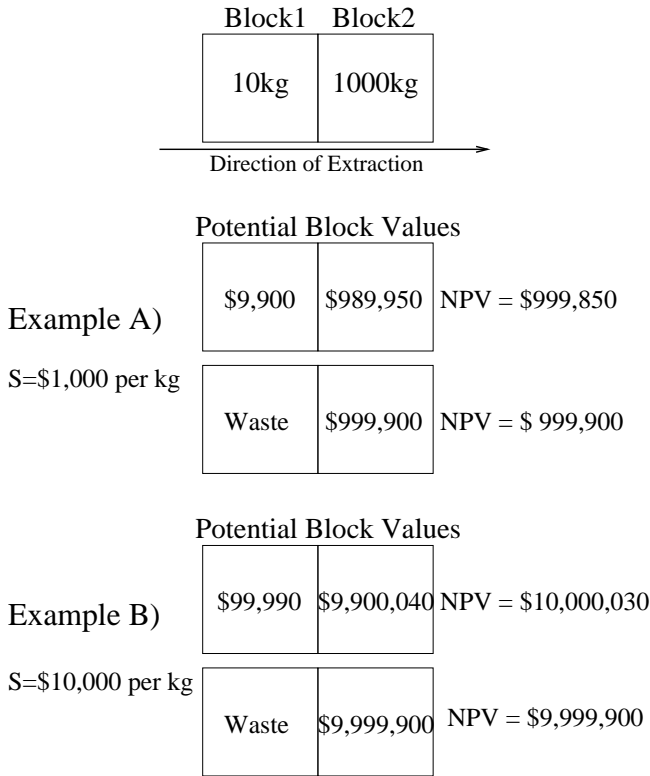 Block1 Block2
10kg 1000kg
Direction of Extraction
Potential Block Values
$9,900 $989,950 NPV = $999,850
Example A)
S=$1,000 per kg
Waste $999,900 NPV = $ 999,900
Potential Block Values
$99,990 $9,900,040 NPV = $10,000,030
Example B)
S=$10,000 per kg
Waste $9,999,900 NPV = $9,999,900